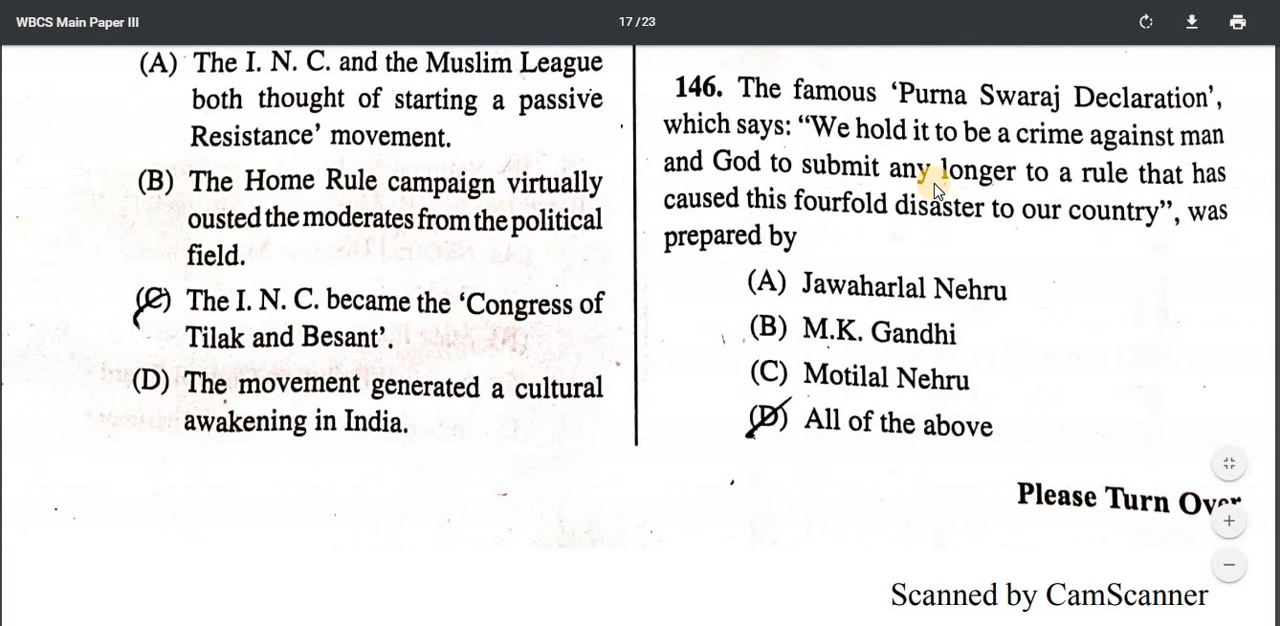 WBCS Main Paper III
17 / 23
(A) The I. N. C. and the Muslim League
both thought of starting a passive
Resistance’ movement.
(B) The Home Rule campaign virtually
ousted the moderates from the political
field.
(C) The I. N. C. became the ‘Congress of
Tilak and Besant’.
(D) The movement generated a cultural
awakening in India.
146. The famous ‘Purna Swaraj Declaration’,
which says: “We hold it to be a crime against man
and God to submit any longer to a rule that has
caused this fourfold disaster to our country”, was
prepared by
(A) Jawaharlal Nehru
(B) M.K. Gandhi
(C) Motilal Nehru
(D) All of the above
Please Turn Over
Scanned by CamScanner